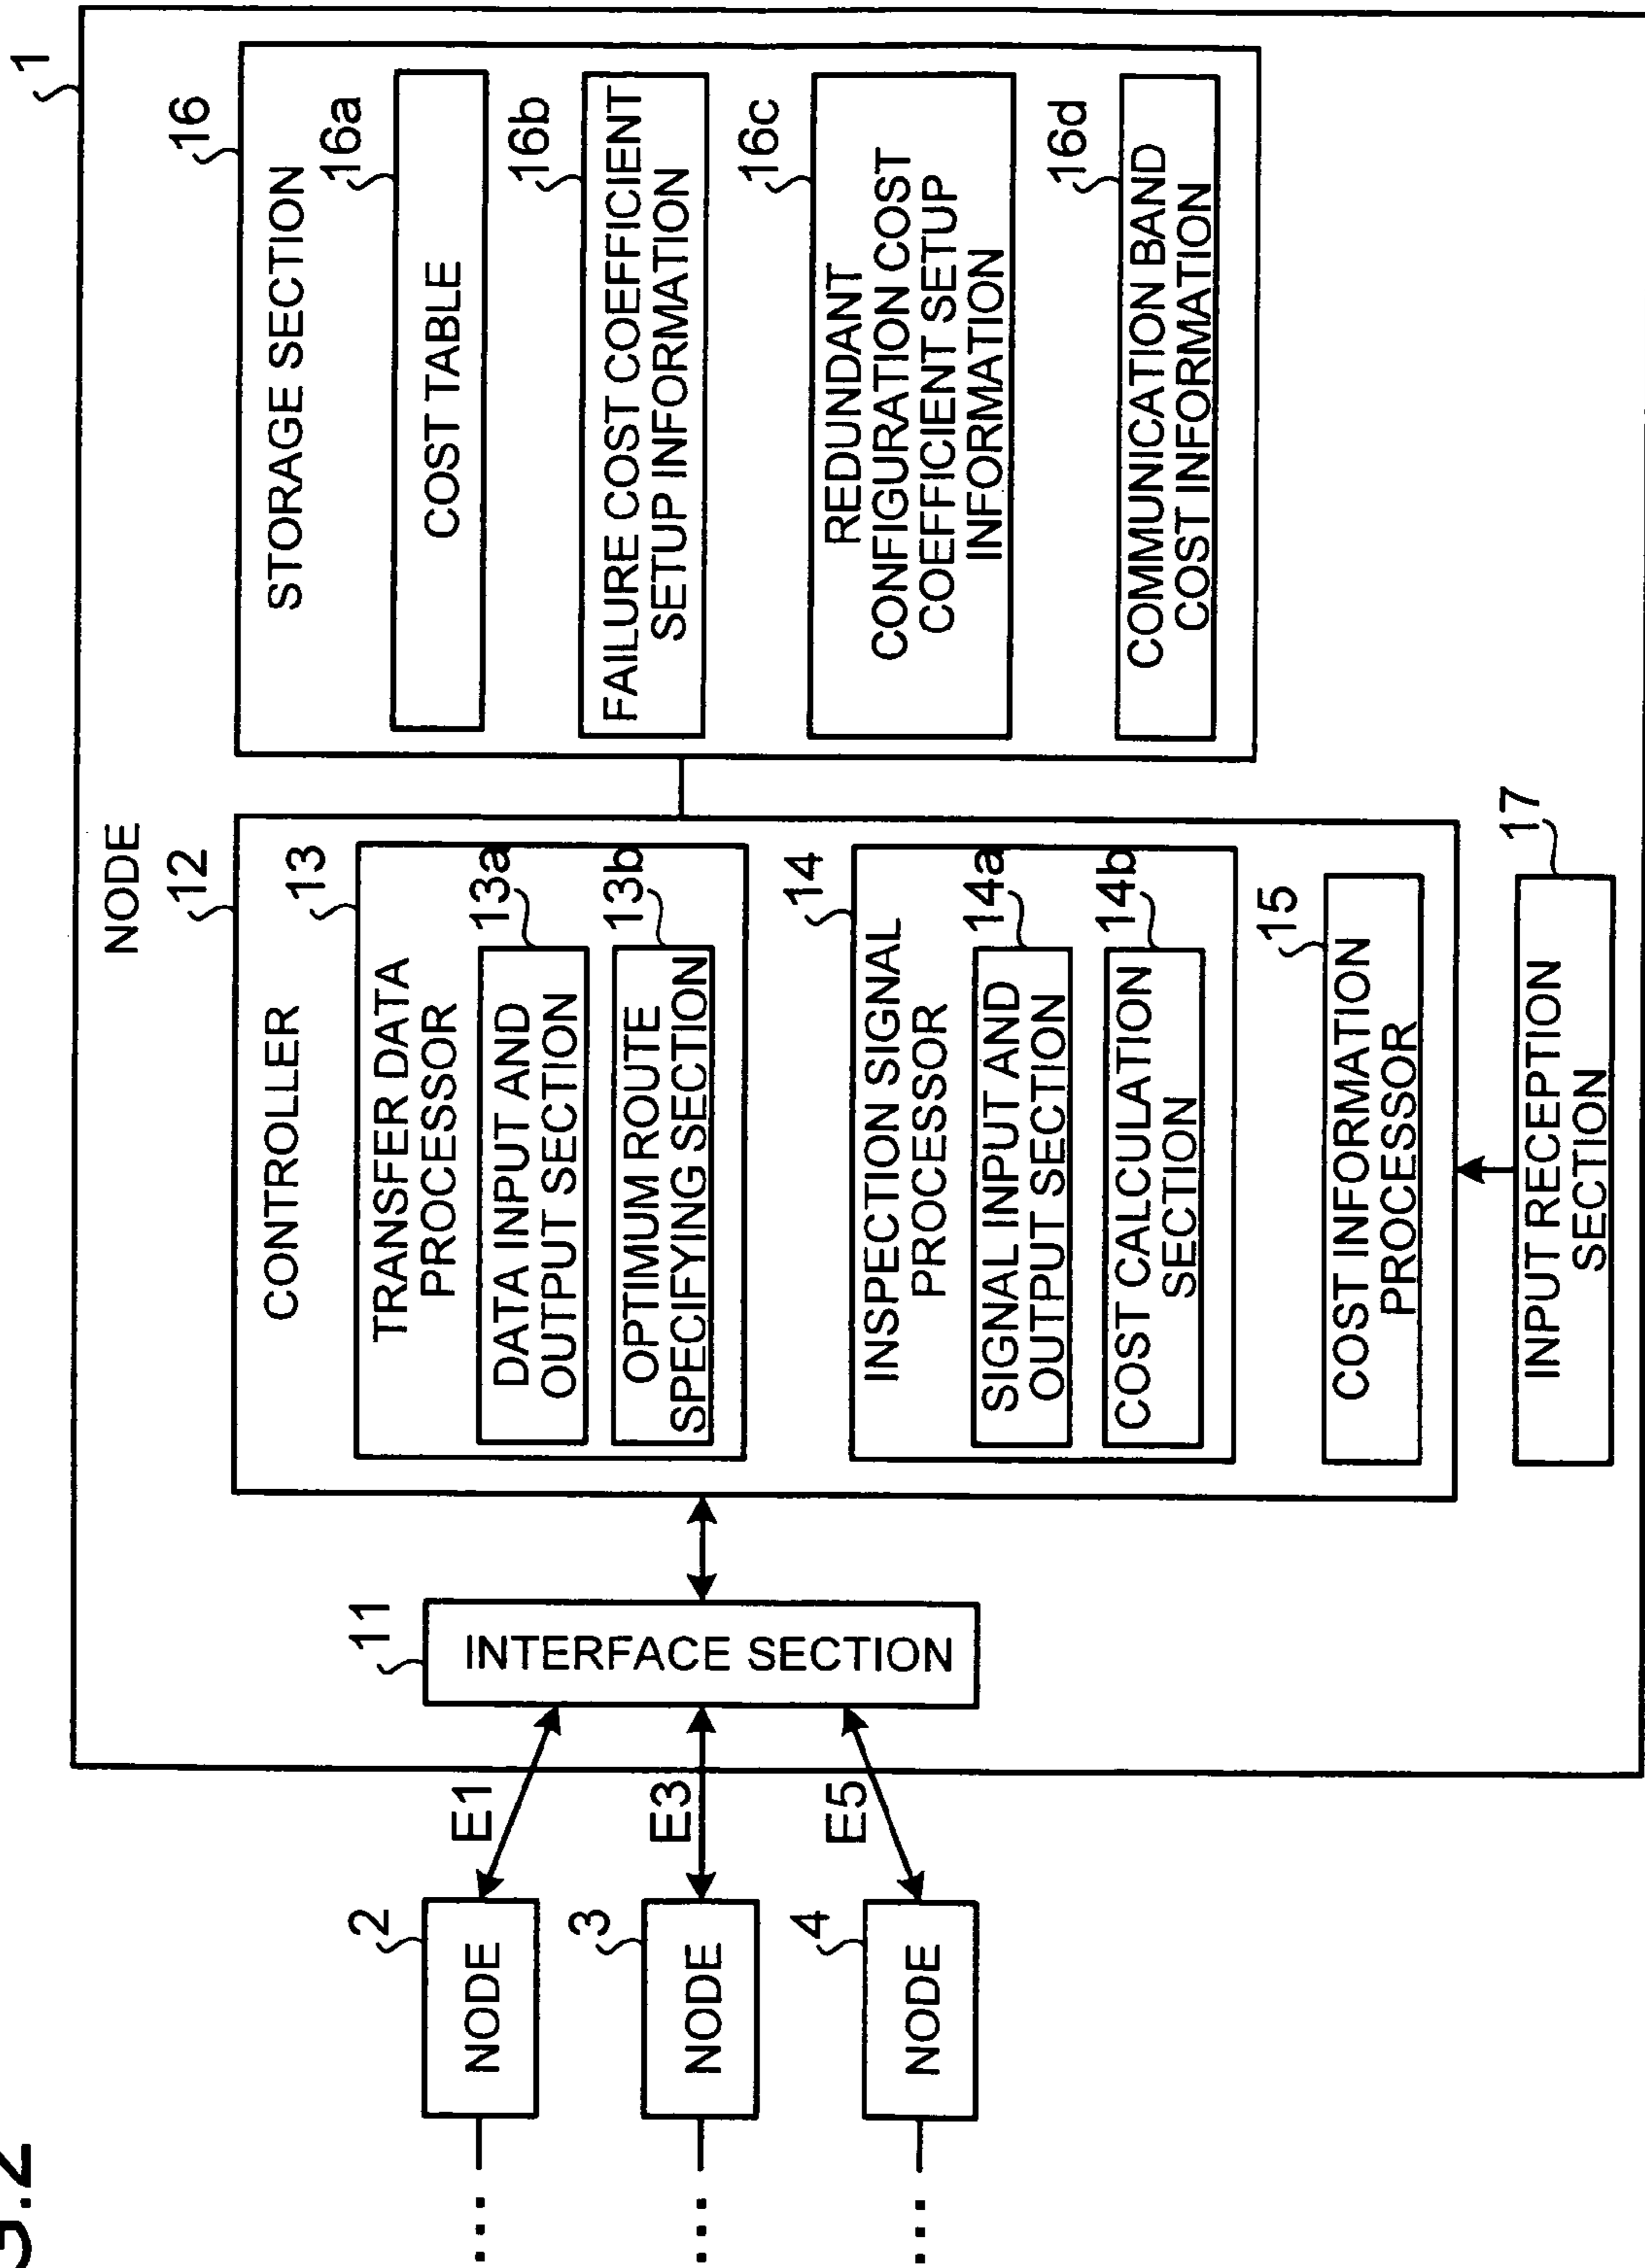 G.2
1
NODE
2
NODE
3
NODE
4
NODE
E1
E3
E5
11
INTERFACE SECTION
12
CONTROLLER
13
TRANSFER DATA
PROCESSOR
13a
DATA INPUT AND
OUTPUT SECTION
13b
OPTIMUM ROUTE
SPECIFYING SECTION
14
INSPECTION SIGNAL
PROCESSOR
14a
SIGNAL INPUT AND
OUTPUT SECTION
14b
COST CALCULATION
SECTION
15
COST INFORMATION
PROCESSOR
17
INPUT RECEPTION
SECTION
16
STORAGE SECTION
16a
COST TABLE
16b
FAILURE COST COEFFICIENT
SETUP INFORMATION
16c
REDUNDANT
CONFIGURATION COST
COEFFICIENT SETUP
INFORMATION
16d
COMMUNICATION BAND
COST INFORMATION